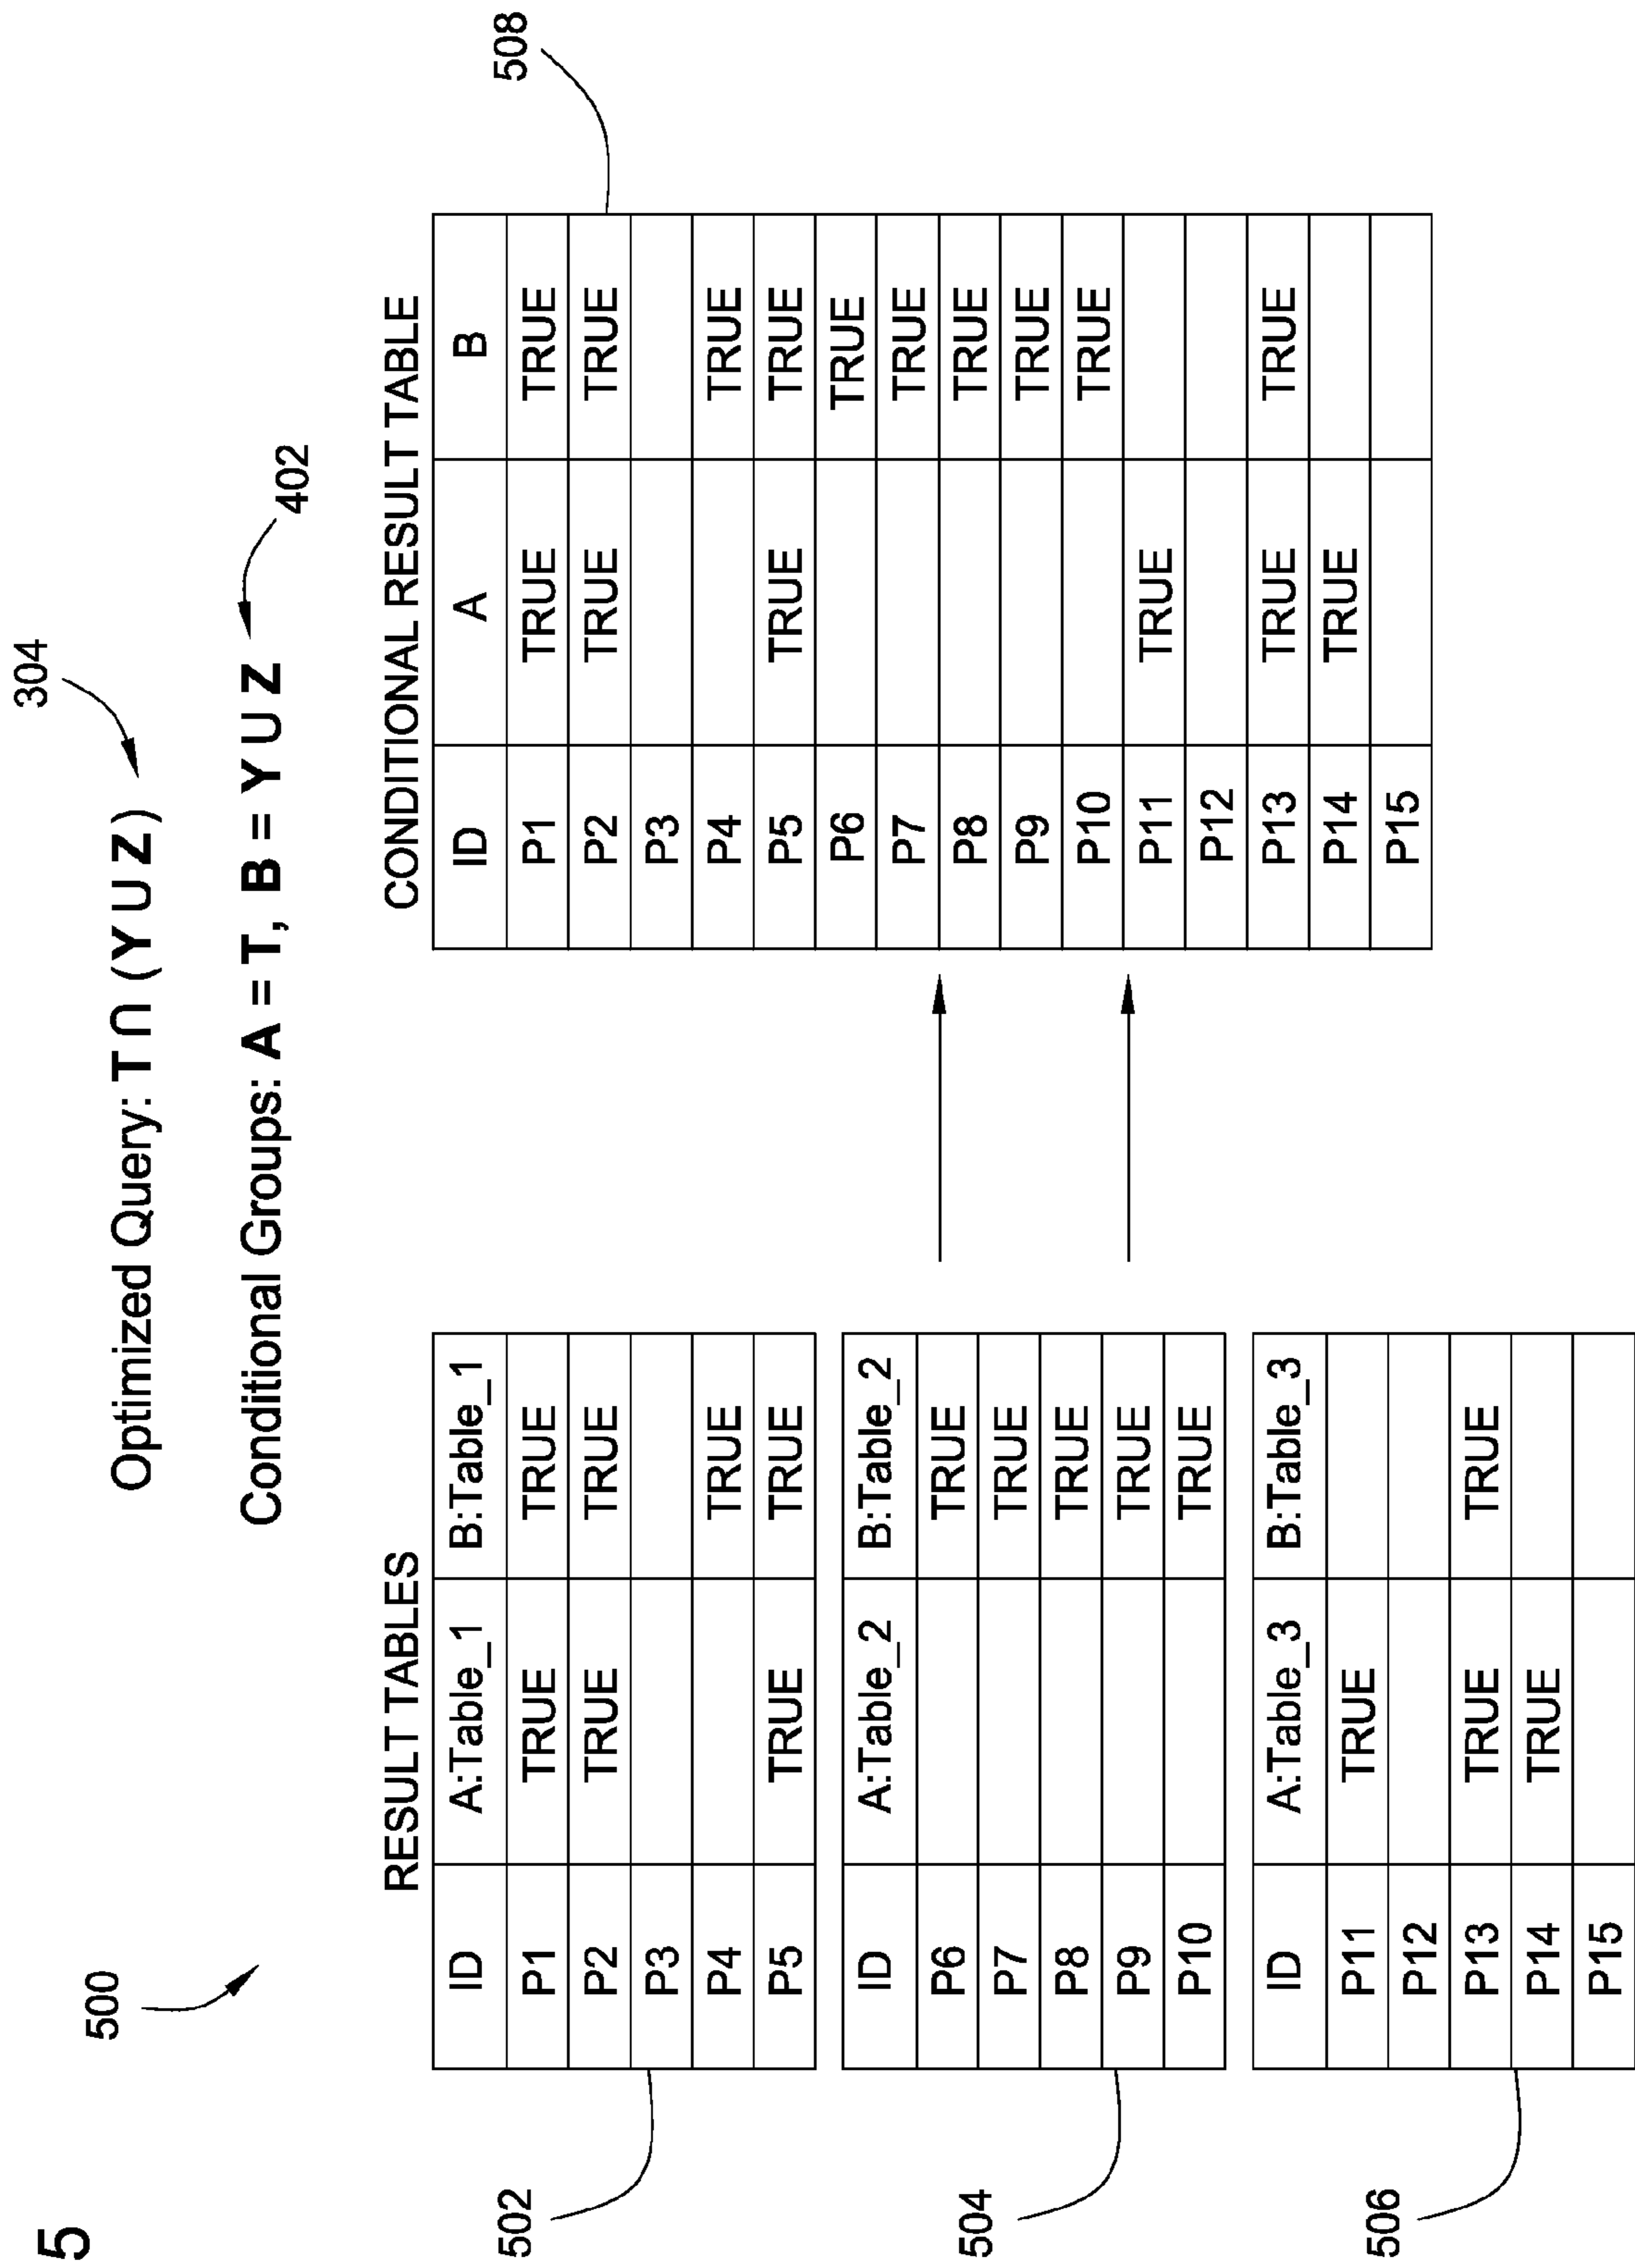 5
500
304
Optimized Query: T ∩ (Y U Z)
Conditional Groups: A = T, B = Y U Z
402
RESULT TABLES
502
ID A:Table_1 B:Table_1
P1 TRUE TRUE
P2 TRUE TRUE
P3
P4 TRUE
P5 TRUE TRUE
504
ID A:Table_2 B:Table_2
P6 TRUE
P7 TRUE
P8 TRUE
P9 TRUE
P10 TRUE
506
ID A:Table_3 B:Table_3
P11 TRUE
P12
P13 TRUE TRUE
P14 TRUE
P15
CONDITIONAL RESULT TABLE
508
ID A B
P1 TRUE TRUE
P2 TRUE TRUE
P3
P4 TRUE
P5 TRUE TRUE
P6 TRUE
P7 TRUE
P8 TRUE
P9 TRUE
P10 TRUE
P11 TRUE
P12
P13 TRUE TRUE
P14 TRUE
P15